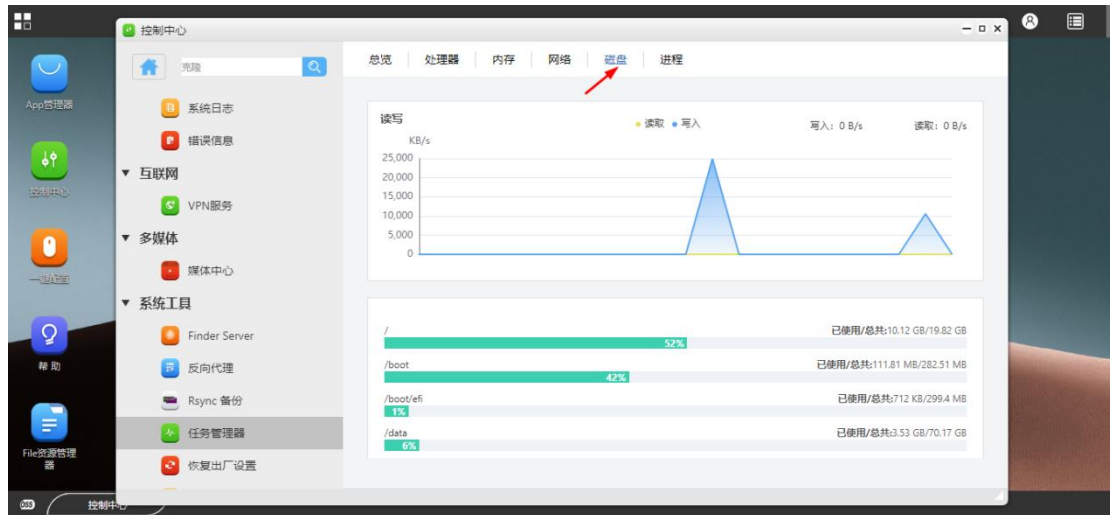 控制中心
App管理器
控制中心
一键配置
帮助
File资源管理器
克隆
系统日志
错误信息
互联网
VPN服务
多媒体
媒体中心
系统工具
Finder Server
反向代理
Rsync 备份
任务管理器
恢复出厂设置
总览 处理器 内存 网络 磁盘 进程
读写
读取 写入
写入: 0 B/s 读取: 0 B/s
KB/s
25,000
20,000
15,000
10,000
5,000
0
/ 已使用/总共:10.12 GB/19.82 GB
52%
/boot 已使用/总共:111.81 MB/282.51 MB
42%
/boot/efi 已使用/总共:712 KB/299.4 MB
1%
/data 已使用/总共:3.53 GB/70.17 GB
6%
控制中心